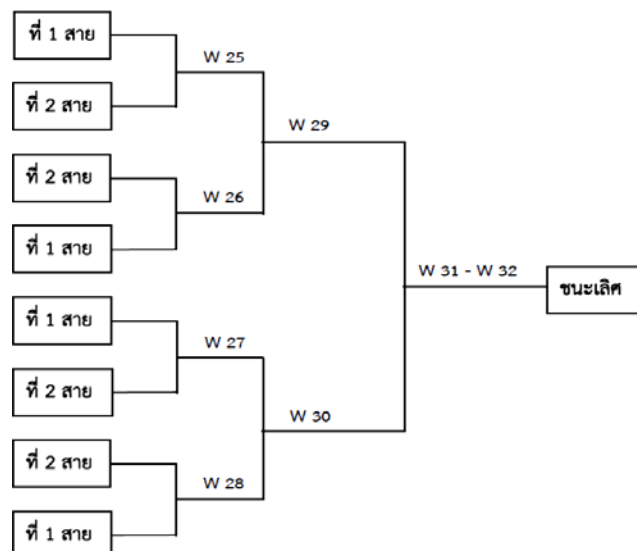 ที่ 1 สาย
W 25
ที่ 2 สาย
W 29
ที่ 2 สาย
W 26
ที่ 1 สาย
W 31 - W 32
ชนะเลิศ
ที่ 1 สาย
W 27
ที่ 2 สาย
W 30
ที่ 2 สาย
W 28
ที่ 1 สาย